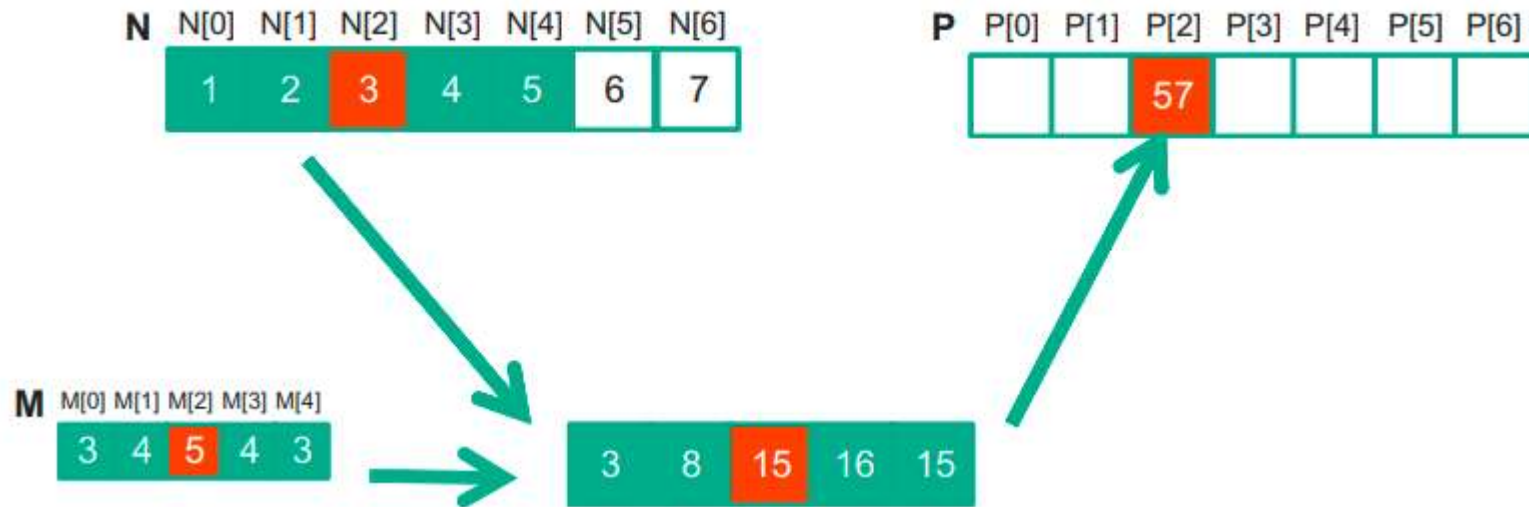 N N[0] N[1] N[2] N[3] N[4] N[5] N[6]
1 2 3 4 5 6 7
P P[0] P[1] P[2] P[3] P[4] P[5] P[6]
57
M M[0] M[1] M[2] M[3] M[4]
3 4 5 4 3
3 8 15 16 15